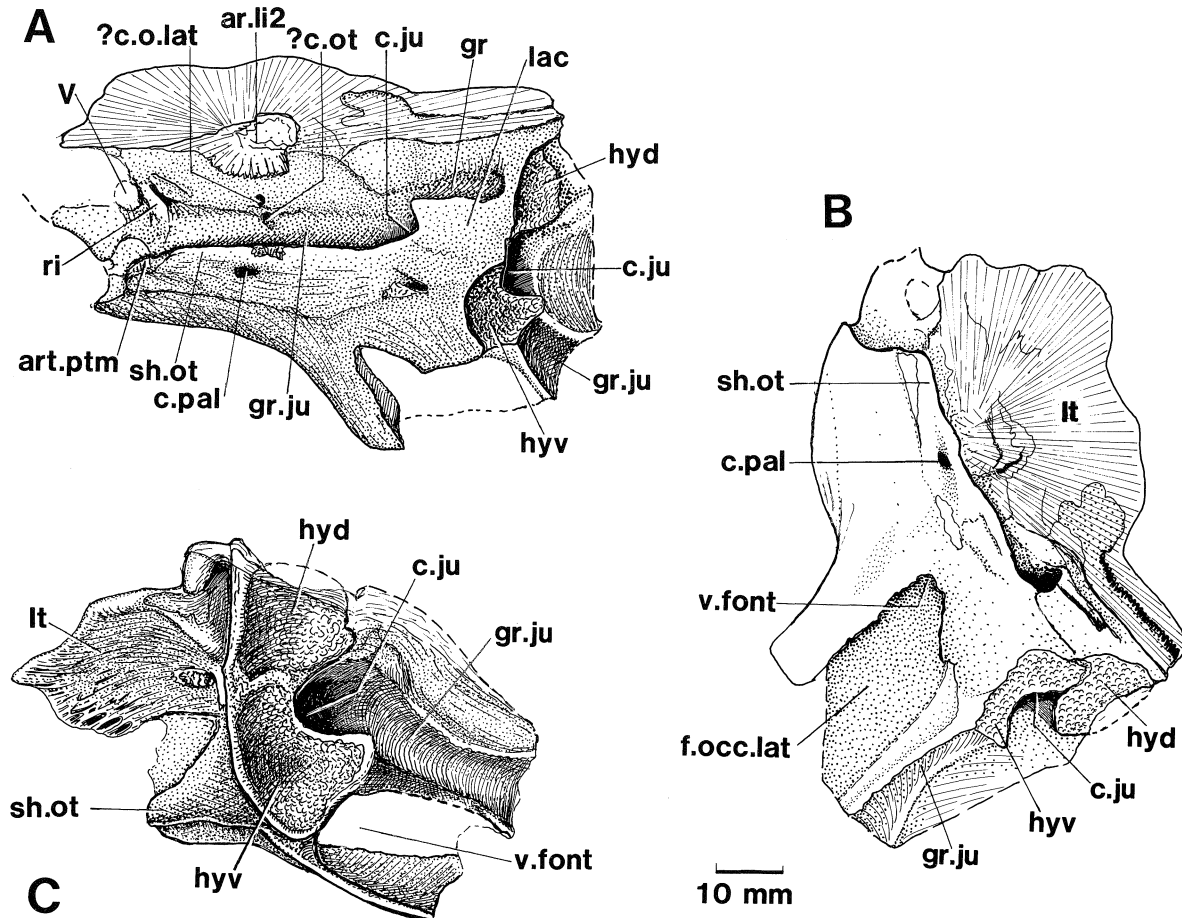 A
?c.o.lat
ar.li2
?c.ot
c.ju
gr
lac
V
hyd
ri
c.ju
art.ptm
sh.ot
c.pal
gr.ju
gr.ju
hyv
B
sh.ot
lt
c.pal
v.font
f.occ.lat
hyd
c.ju
hyv
gr.ju
10 mm
hyd
c.ju
lt
gr.ju
sh.ot
v.font
hyv
C